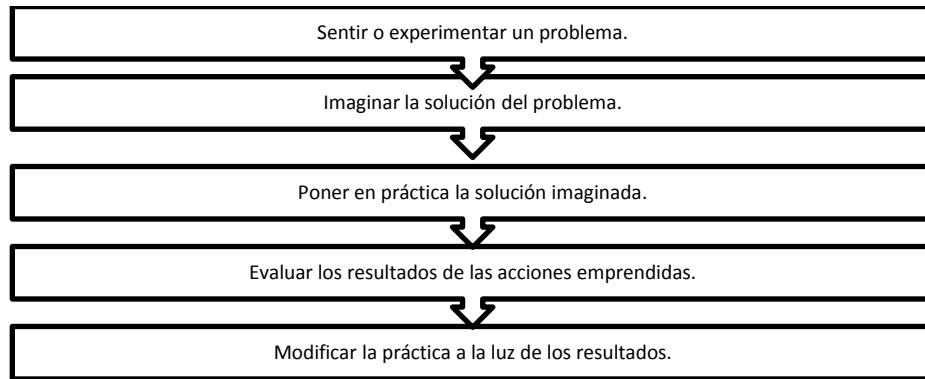 Sentir o experimentar un problema.
Imaginar la solución del problema.
Poner en práctica la solución imaginada.
Evaluar los resultados de las acciones emprendidas.
Modificar la práctica a la luz de los resultados.